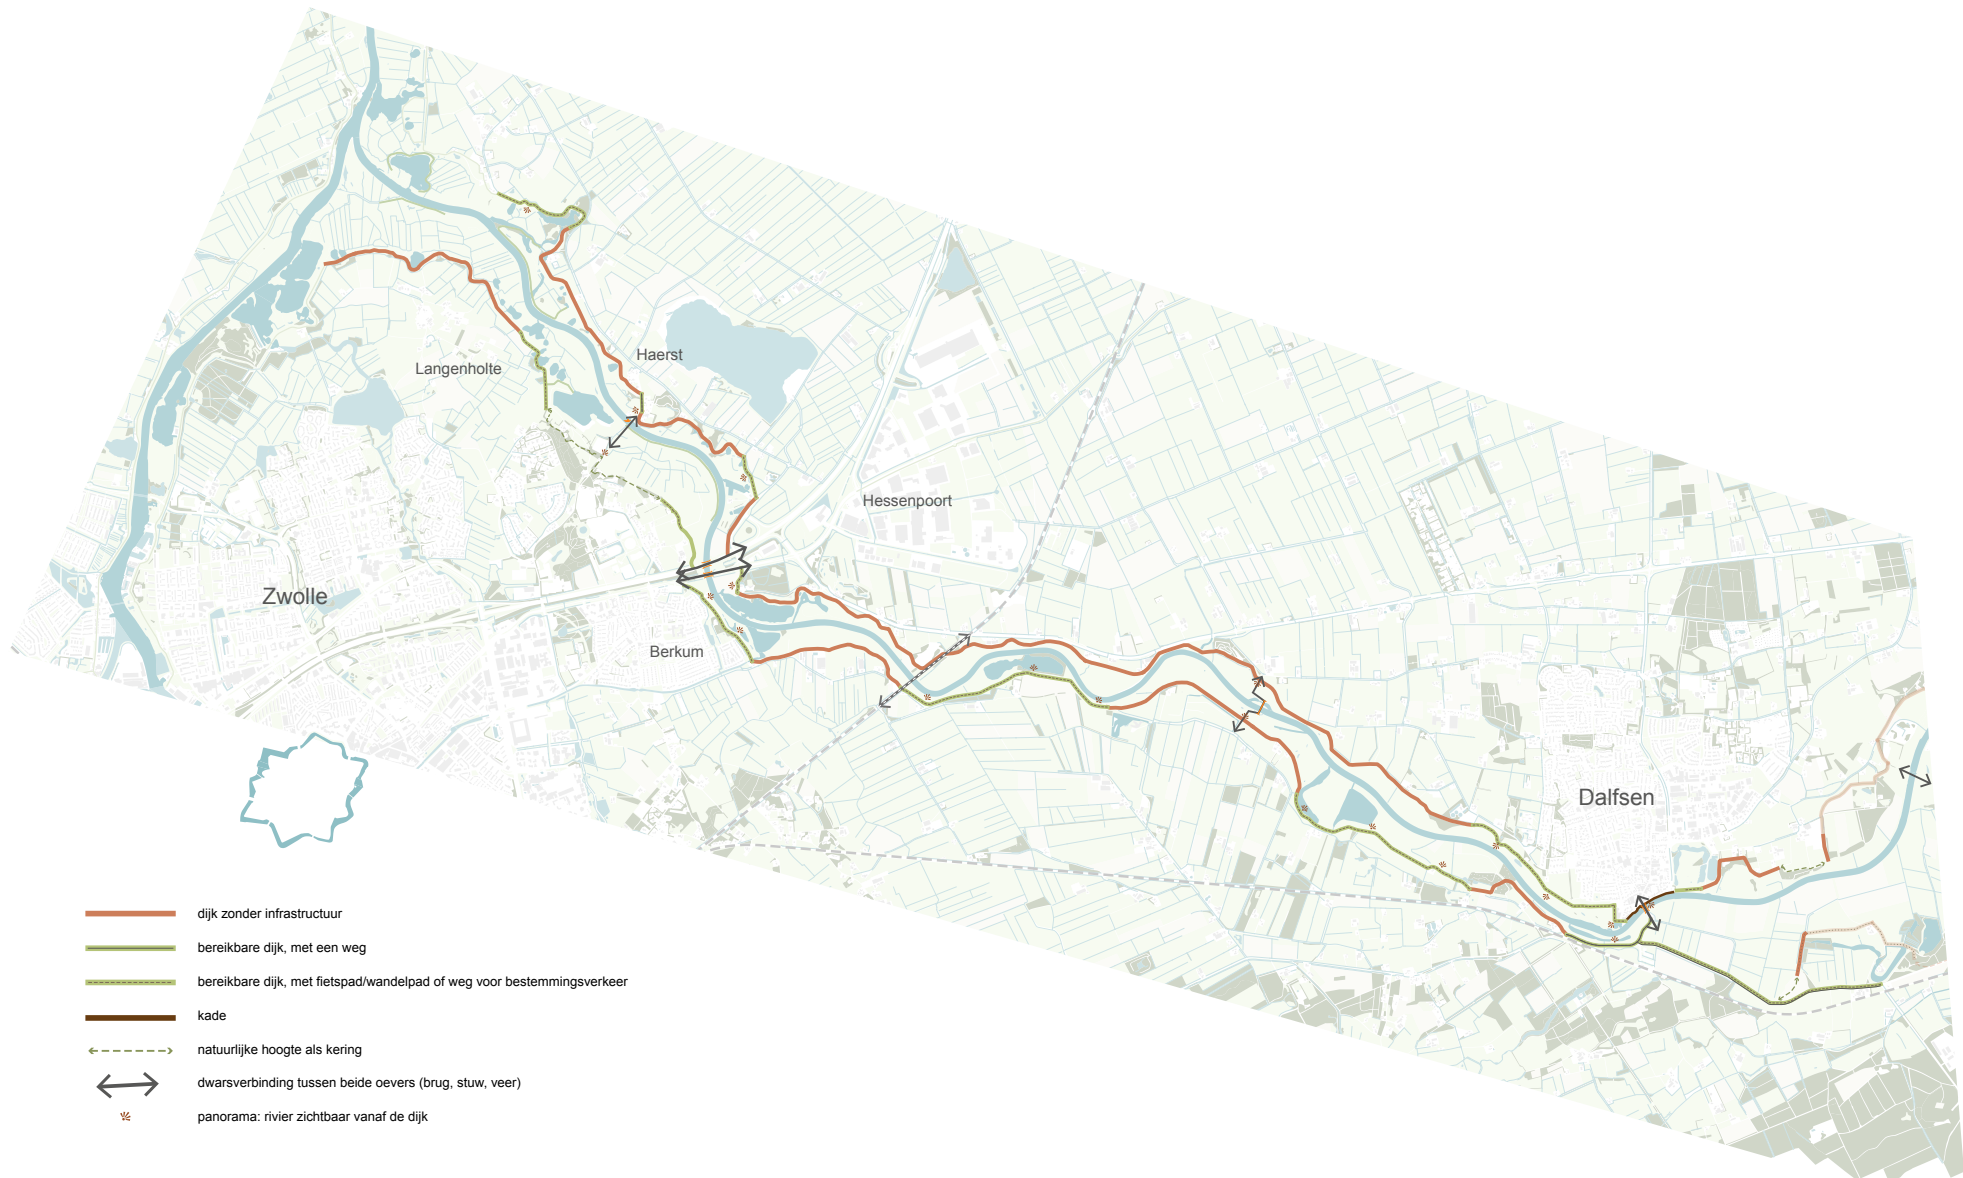 Haerst
Langenholte
Hessenpoort
Zwolle
Berkum
Dalfsen
dijk zonder infrastructuur
bereikbare dijk, met een weg
bereikbare dijk, met fietspad/wandelpad of weg voor bestemmingsverkeer
kade
natuurlijke hoogte als kering
dwarsverbinding tussen beide oevers (brug, stuw, veer)
panorama: rivier zichtbaar vanaf de dijk